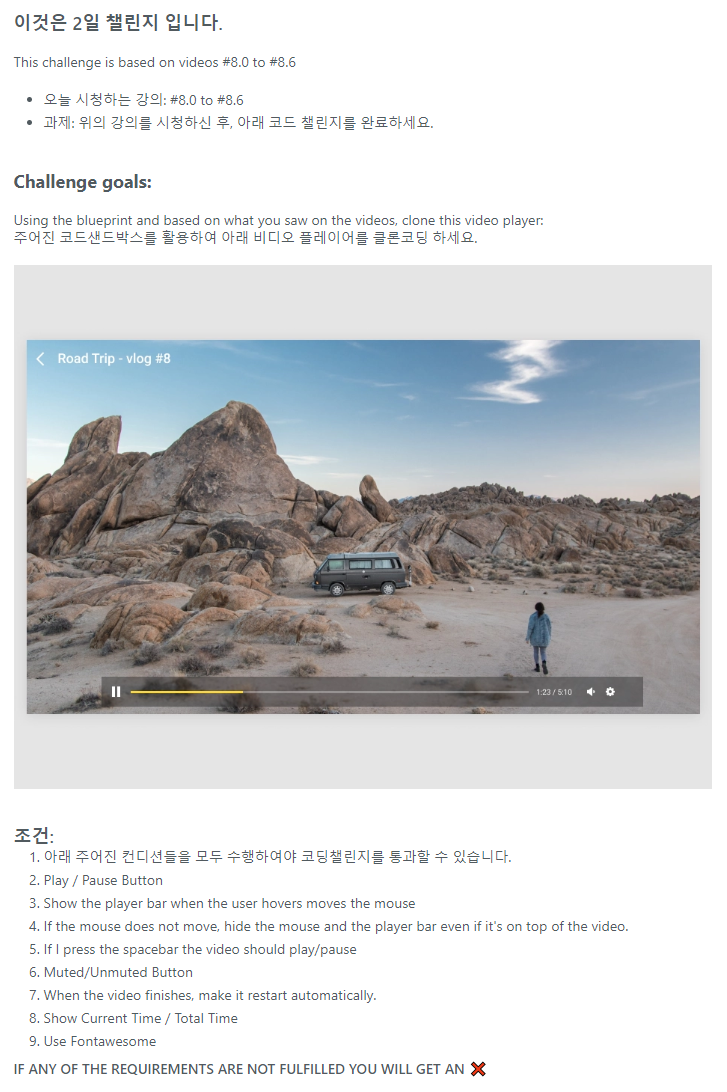 이것은 2일 챌린지 입니다.
This challenge is based on videos #8.0 to #8.6
• 오늘 시청하는 강의: #8.0 to #8.6
• 과제: 위의 강의를 시청하신 후, 아래 코드 챌린지를 완료하세요.
Challenge goals:
Using the blueprint and based on what you saw on the videos, clone this video player:
주어진 코드샌드박스를 활용하여 아래 비디오 플레이어를 클론코딩 하세요.
Road Trip - vlog #8
1:23 / 5:10
조건:
1. 아래 주어진 컨디션들을 모두 수행하여야 코딩챌린지를 통과할 수 있습니다.
2. Play / Pause Button
3. Show the player bar when the user hovers moves the mouse
4. If the mouse does not move, hide the mouse and the player bar even if it's on top of the video.
5. If I press the spacebar the video should play/pause
6. Muted/Unmuted Button
7. When the video finishes, make it restart automatically.
8. Show Current Time / Total Time
9. Use Fontawesome
IF ANY OF THE REQUIREMENTS ARE NOT FULFILLED YOU WILL GET AN ❌